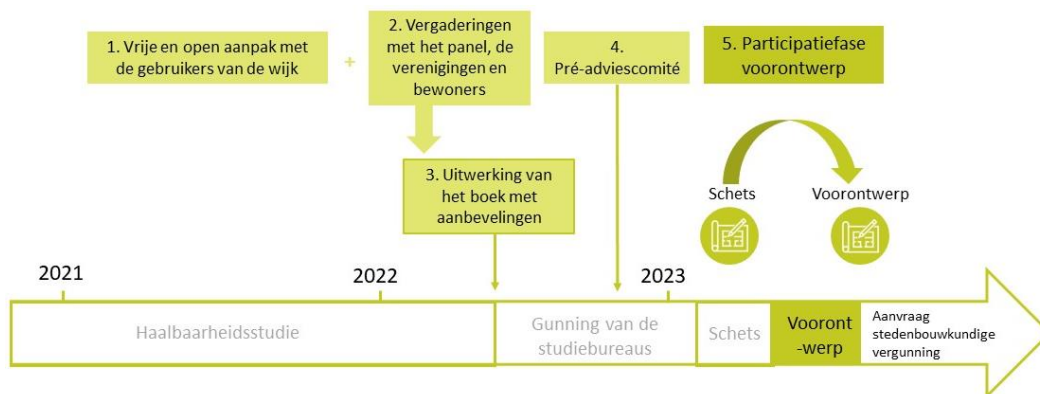 1. Vrije en open aanpak met
de gebruikers van de wijk
+
2. Vergaderingen
met het panel, de
verenigingen en
bewoners
4.
Pré-adviescomité
5. Participatiefase
voorontwerp
3. Uitwerking van
het boek met
aanbevelingen
Schets
Voorontwerp
2021
2022
2023
Haalbaarheidsstudie
Gunning van de
studiebureaus
Schets
Vooront
-werp
Aanvraag
stedenbouwkundige
vergunning